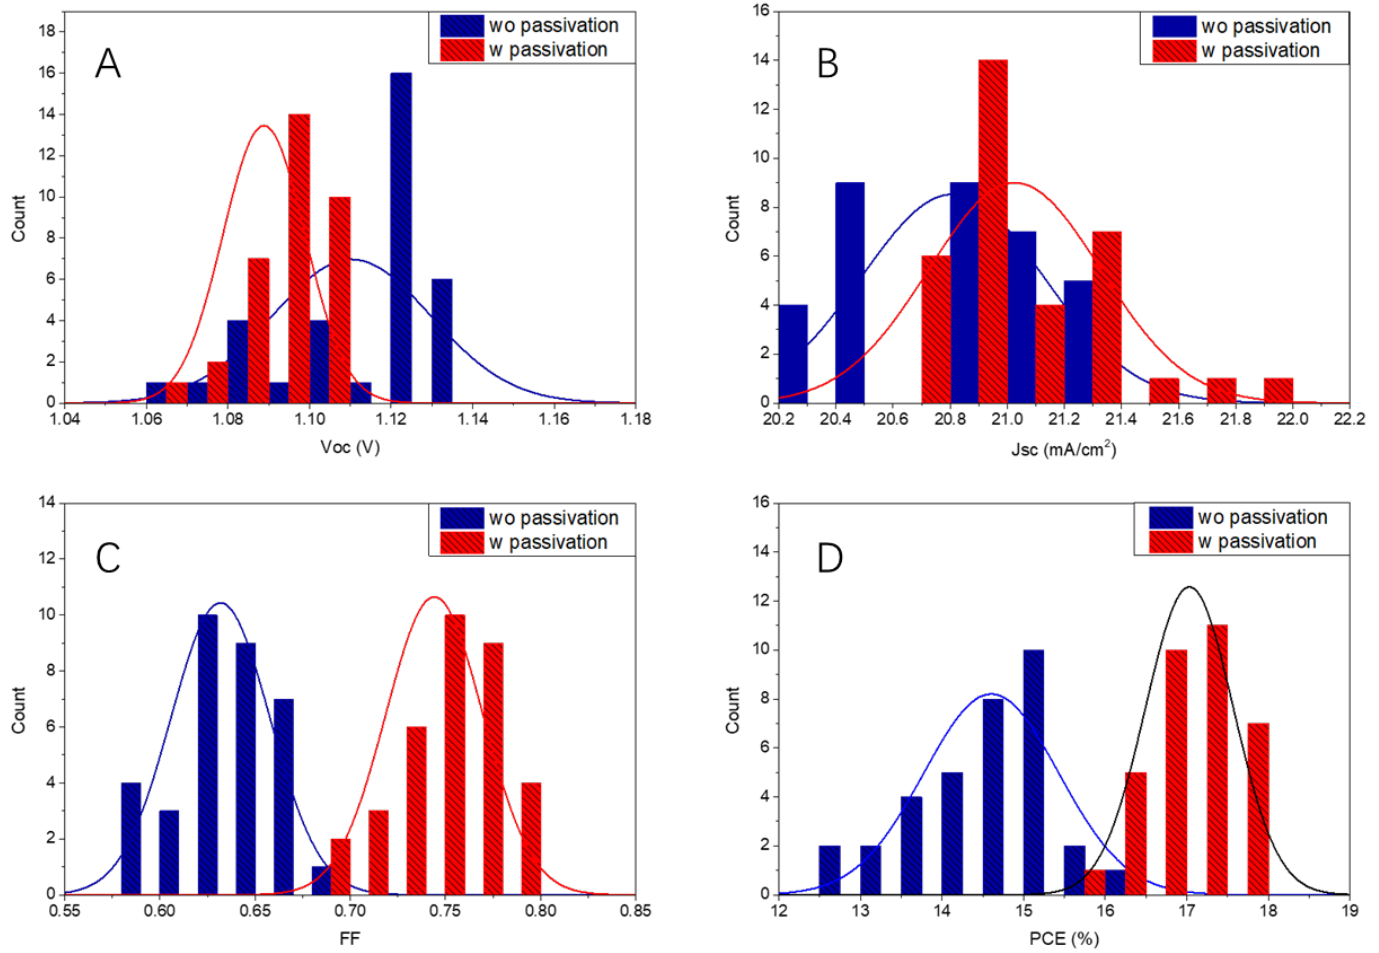 A
wo passivation
w passivation
18
16
14
12
10
8
6
4
2
0
Count
1.04 1.06 1.08 1.10 1.12 1.14 1.16 1.18
Voc (V)
B
wo passivation
w passivation
16
14
12
10
8
6
4
2
0
Count
20.2 20.4 20.6 20.8 21.0 21.2 21.4 21.6 21.8 22.0 22.2
Jsc (mA/cm²)
C
wo passivation
w passivation
14
12
10
8
6
4
2
0
Count
0.55 0.60 0.65 0.70 0.75 0.80 0.85
FF
D
wo passivation
w passivation
16
14
12
10
8
6
4
2
0
Count
12 13 14 15 16 17 18 19
PCE (%)